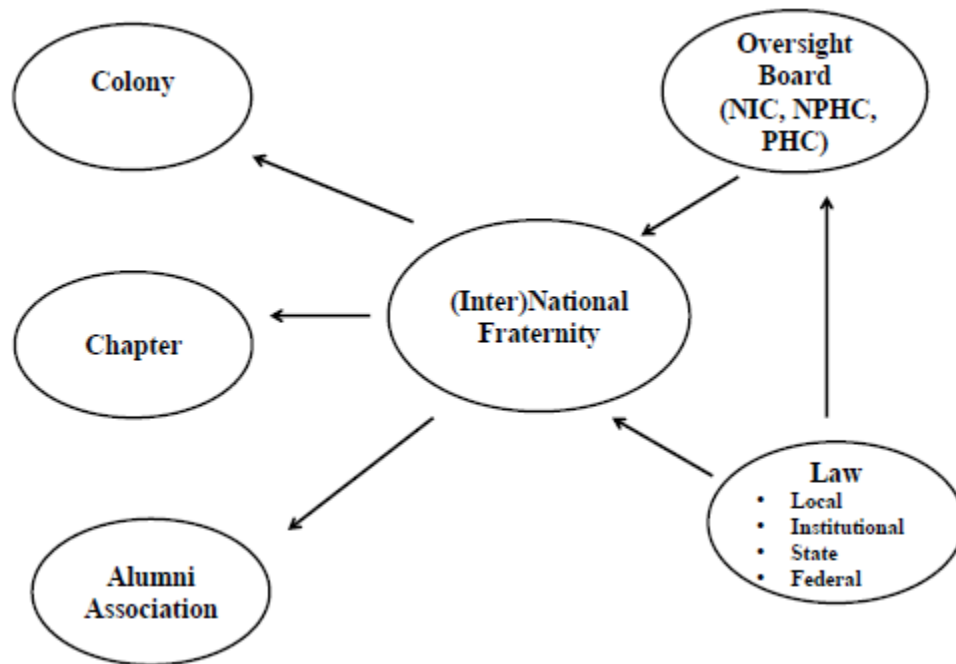 Colony
Oversight
Board
(NIC, NPHC,
PHC)
(Inter)National
Fraternity
Chapter
Law
• Local
• Institutional
• State
• Federal
Alumni
Association